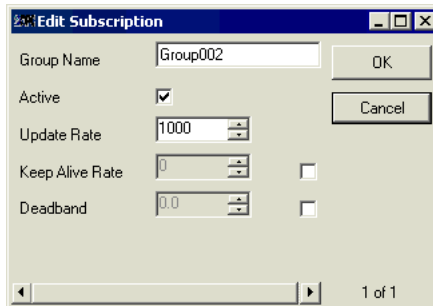 Edit Subscription
Group Name Group002
OK
Active
Cancel
Update Rate 1000
Keep Alive Rate 0
Deadband 0.0
1 of 1